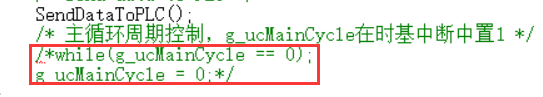 SendDataToPLC();
/* 主循环周期控制，g_ucMainCycle在时基中断中置1 */
/*while(g_ucMainCycle == 0);
g_ucMainCycle = 0;*/